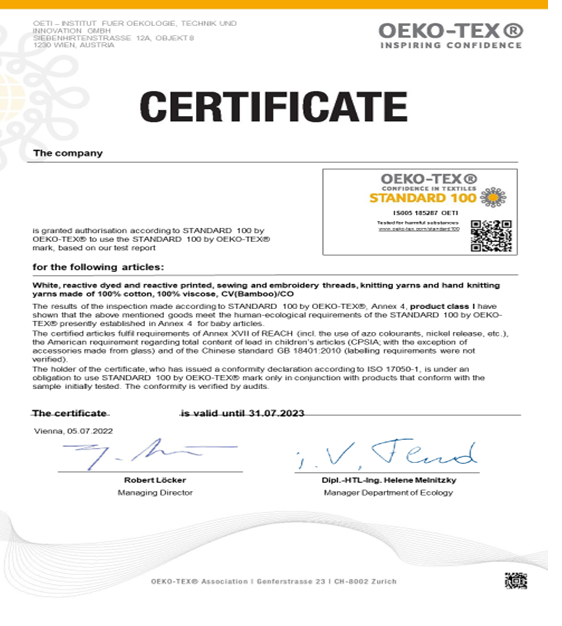 OETI – INSTITUT FUER OEKOLOGIE, TECHNIK UND
INNOVATION GMBH
SIEBENHIRTENSTRASSE 12A, OBJEKT 8
1230 WIEN, AUSTRIA
OEKO-TEX®
INSPIRING CONFIDENCE
CERTIFICATE
The company
OEKO-TEX®
CONFIDENCE IN TEXTILES
STANDARD 100
IS005 185287 OETI
Tested for harmful substances
www.oeko-tex.com/standard100
is granted authorisation according to STANDARD 100 by
OEKO-TEX® to use the STANDARD 100 by OEKO-TEX®
mark, based on our test report
for the following articles:
White, reactive dyed and reactive printed, sewing and embroidery threads, knitting yarns and hand knitting
yarns made of 100% cotton, 100% viscose, CV(Bamboo)/CO
The results of the inspection made according to STANDARD 100 by OEKO-TEX®, Annex 4, product class I have
shown that the above mentioned goods meet the human-ecological requirements of the STANDARD 100 by OEKO-
TEX® presently established in Annex 4 for baby articles.
The certified articles fulfil requirements of Annex XVII of REACH (incl. the use of azo colourants, nickel release, etc.),
the American requirement regarding total content of lead in children's articles (CPSIA; with the exception of
accessories made from glass) and of the Chinese standard GB 18401:2010 (labelling requirements were not
verified).
The holder of the certificate, who has issued a conformity declaration according to ISO 17050-1, is under an
obligation to use STANDARD 100 by OEKO-TEX® mark only in conjunction with products that conform with the
sample initially tested. The conformity is verified by audits.
The certificate is valid until 31.07.2023
Vienna, 05.07.2022
Robert Löcker
Managing Director
Dipl.-HTL-Ing. Helene Melnitzky
Manager Department of Ecology
OEKO-TEX® Association | Genferstrasse 23 | CH-8002 Zurich